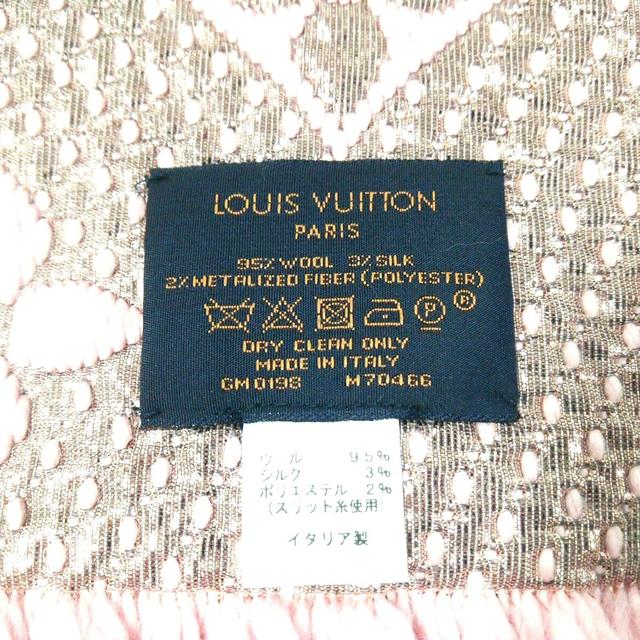 LOUIS VUITTON
PARIS
95% WOOL 3% SILK
2% METALIZED FIBER (POLYESTER)
P ®
DRY CLEAN ONLY
MADE IN ITALY
GM0198 M70466
ウール 95%
シルク 3%
ポリエステル 2%
(スリット糸使用)
イタリア製